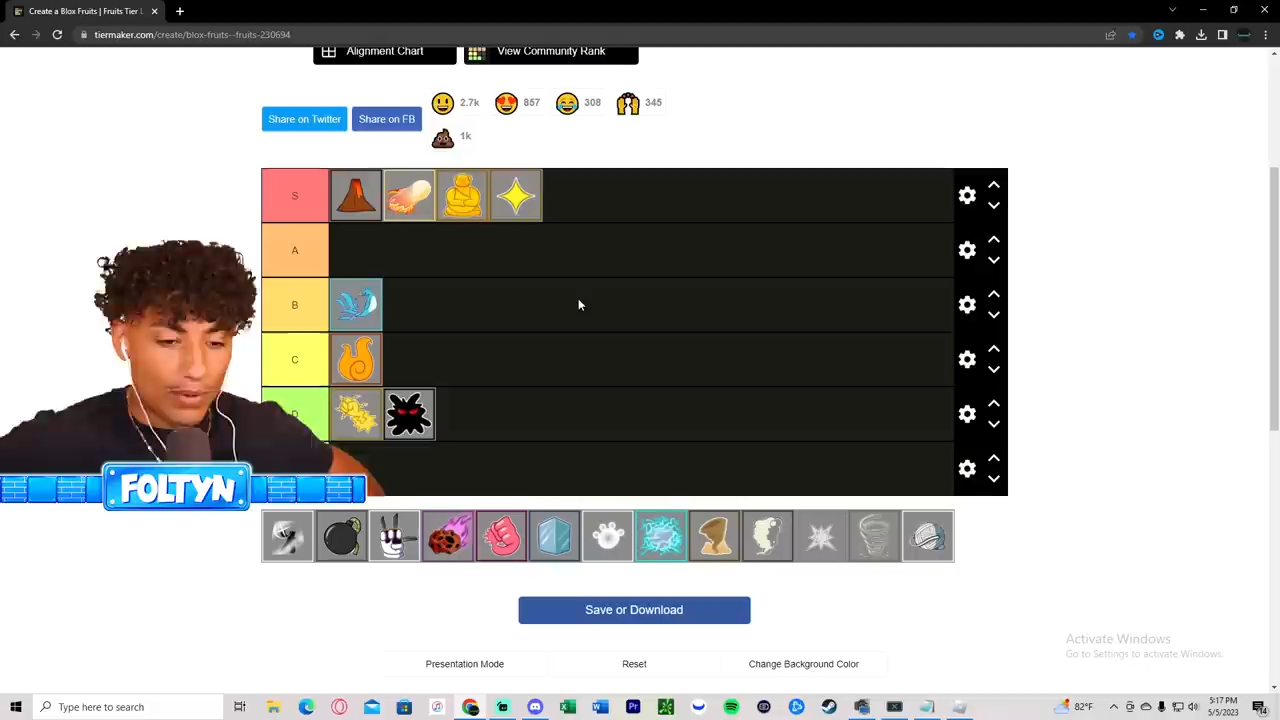 Create a Blox Fruits | Fruits Tier L
tiermaker.com/create/blox-fruits--fruits-230694
Alignment Chart
View Community Rank
Share on Twitter
Share on FB
2.7k
857
308
345
1k
S
A
B
C
D
FOLTYN
Save or Download
Presentation Mode
Reset
Change Background Color
Activate Windows
Go to Settings to activate Windows.
Type here to search
82°F
5:17 PM
5/5/2023